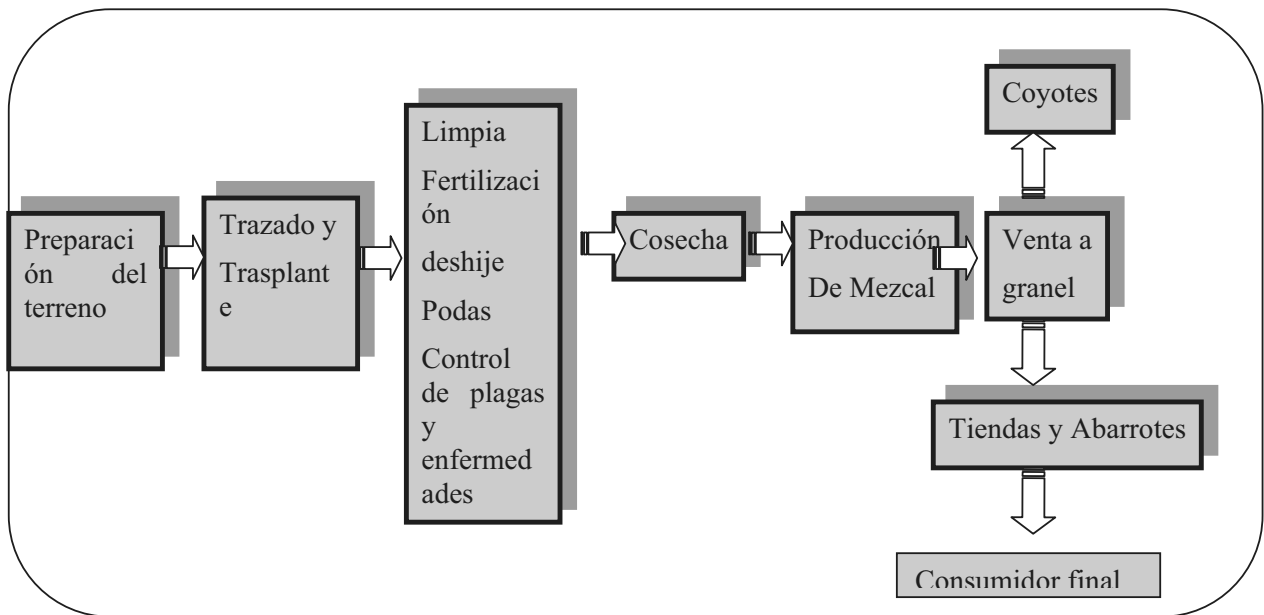 Preparaci
ón del
terreno
Trazado y
Trasplant
e
Limpia
Fertilizaci
ón
deshije
Podas
Control
de plagas
y
enfermed
ades
Cosecha
Producción
De Mezcal
Venta a
granel
Coyotes
Tiendas y Abarrotes
Consumidor final